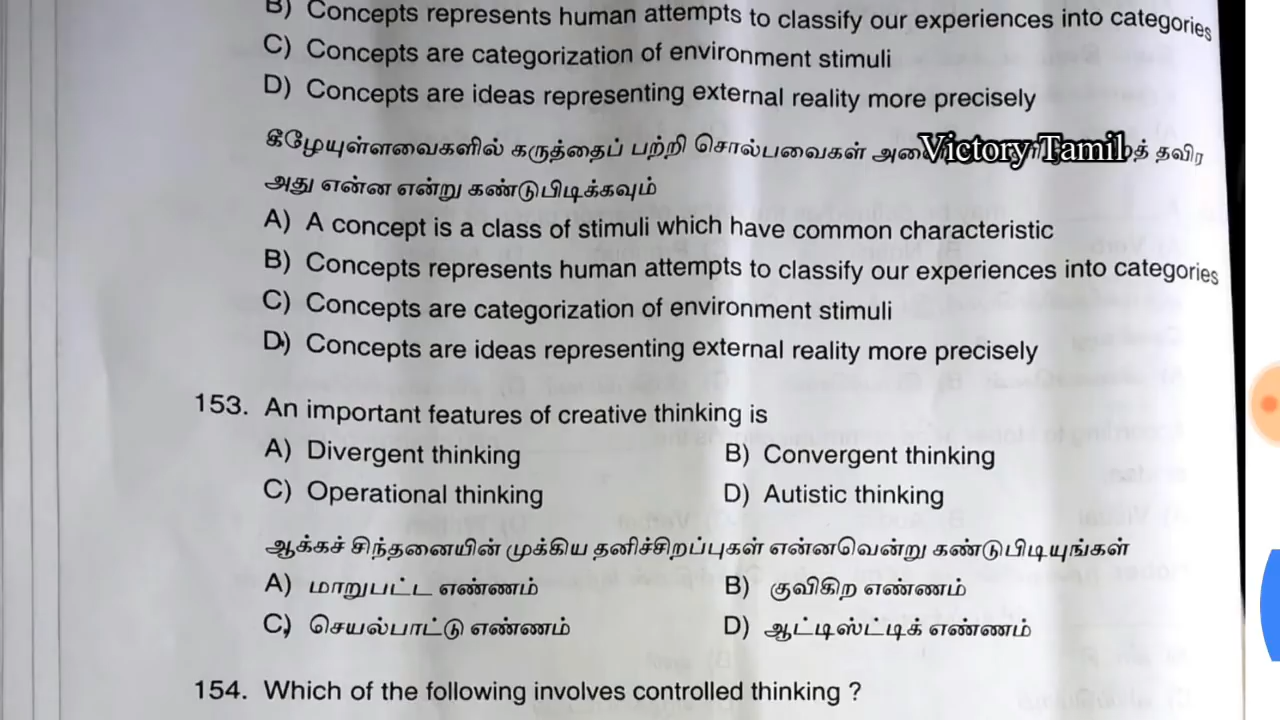 B) Concepts represents human attempts to classify our experiences into categories
C) Concepts are categorization of environment stimuli
D) Concepts are ideas representing external reality more precisely
கீழேயுள்ளவைகளில் கருத்தைப் பற்றி சொல்பவைகள் தவிர
Victory Tamil
அது என்ன என்று கண்டுபிடிக்கவும்
A) A concept is a class of stimuli which have common characteristic
B) Concepts represents human attempts to classify our experiences into categories
C) Concepts are categorization of environment stimuli
D) Concepts are ideas representing external reality more precisely
153. An important features of creative thinking is
A) Divergent thinking B) Convergent thinking
C) Operational thinking D) Autistic thinking
ஆக்கச் சிந்தனையின் முக்கிய தனிச்சிறப்புகள் என்னவென்று கண்டுபிடியுங்கள்
A) மாறுபட்ட எண்ணம் B) குவிகிற எண்ணம்
C) செயல்பாட்டு எண்ணம் D) ஆட்டிஸ்ட்டிக் எண்ணம்
154. Which of the following involves controlled thinking ?